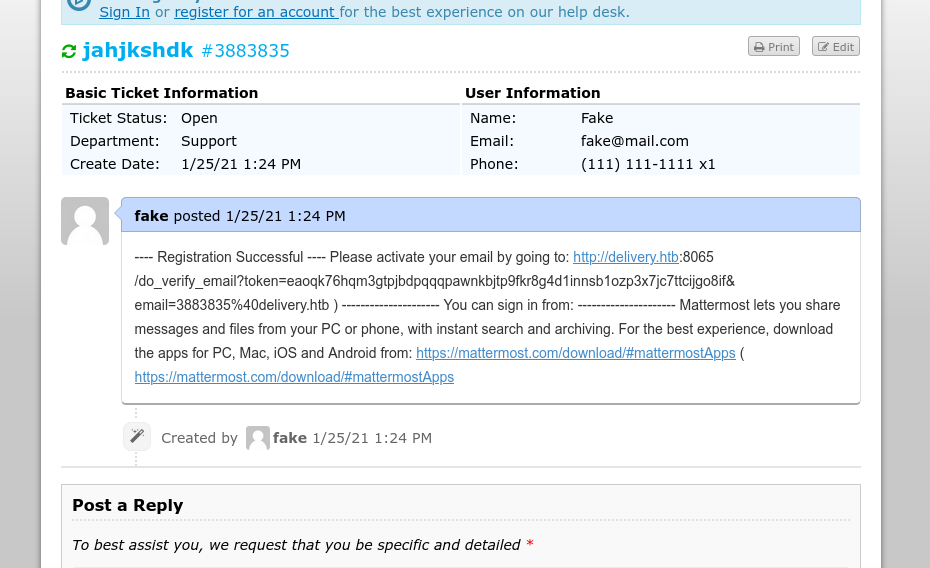 Sign In or register for an account for the best experience on our help desk.
jahjkshdk #3883835
Print
Edit
Basic Ticket Information
User Information
Ticket Status: Open
Name: Fake
Department: Support
Email: fake@mail.com
Create Date: 1/25/21 1:24 PM
Phone: (111) 111-1111 x1
fake posted 1/25/21 1:24 PM
---- Registration Successful ---- Please activate your email by going to: http://delivery.htb:8065
/do_verify_email?token=eaoqk76hqm3gtpjbdpqqqpawnkbjtp9fkr8g4d1innsb1ozp3x7jc7ttcijgo8if&
email=3883835%40delivery.htb ) --------------------- You can sign in from: --------------------- Mattermost lets you share
messages and files from your PC or phone, with instant search and archiving. For the best experience, download
the apps for PC, Mac, iOS and Android from: https://mattermost.com/download/#mattermostApps (
https://mattermost.com/download/#mattermostApps
Created by fake 1/25/21 1:24 PM
Post a Reply
To best assist you, we request that you be specific and detailed *